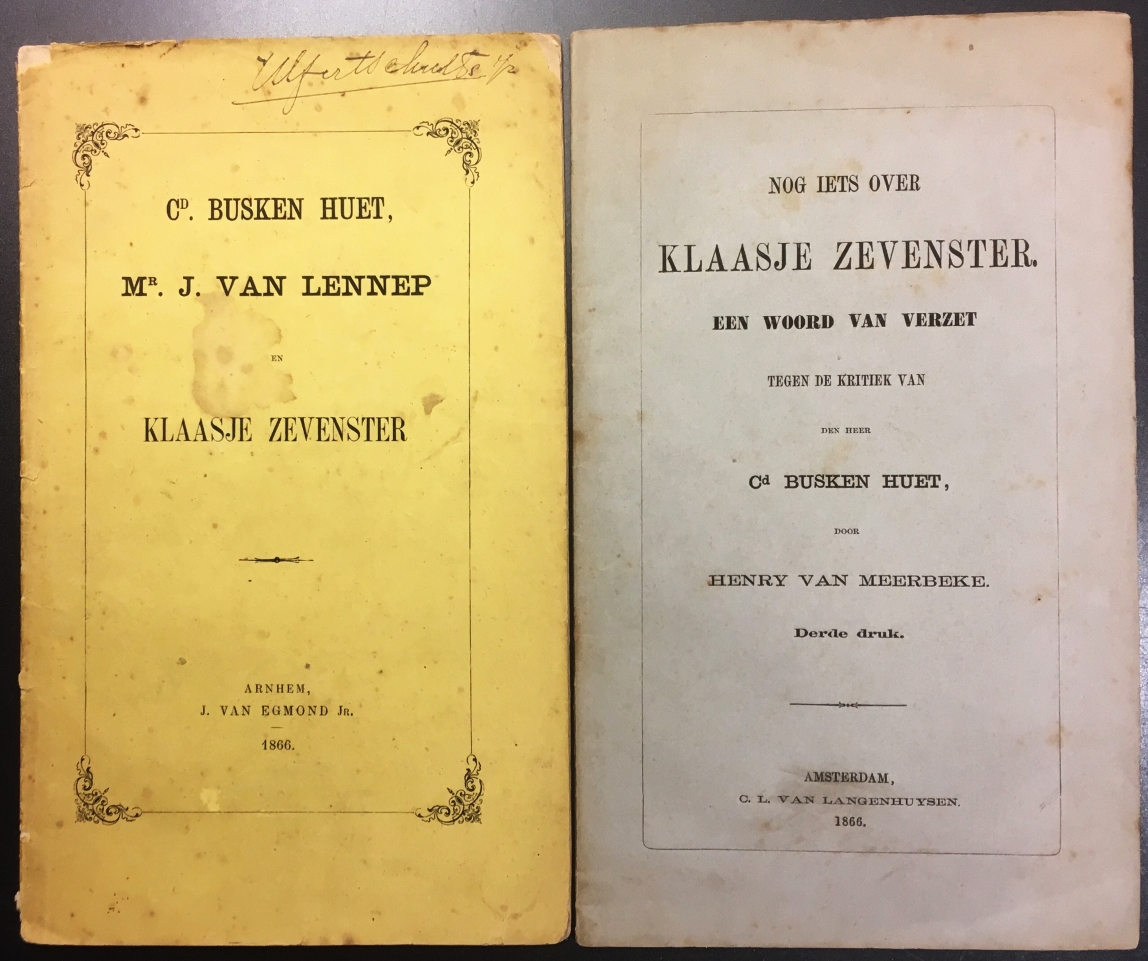 Cᴰ. BUSKEN HUET,
Mᴿ. J. VAN LENNEP
EN
KLAASJE ZEVENSTER
ARNHEM,
J. VAN EGMOND Jʀ.
1866.
NOG IETS OVER
KLAASJE ZEVENSTER.
EEN WOORD VAN VERZET
TEGEN DE KRITIEK VAN
DEN HEER
Cᵈ BUSKEN HUET,
DOOR
HENRY VAN MEERBEKE.
Derde druk.
AMSTERDAM,
C. L. VAN LANGENHUYSEN.
1866.